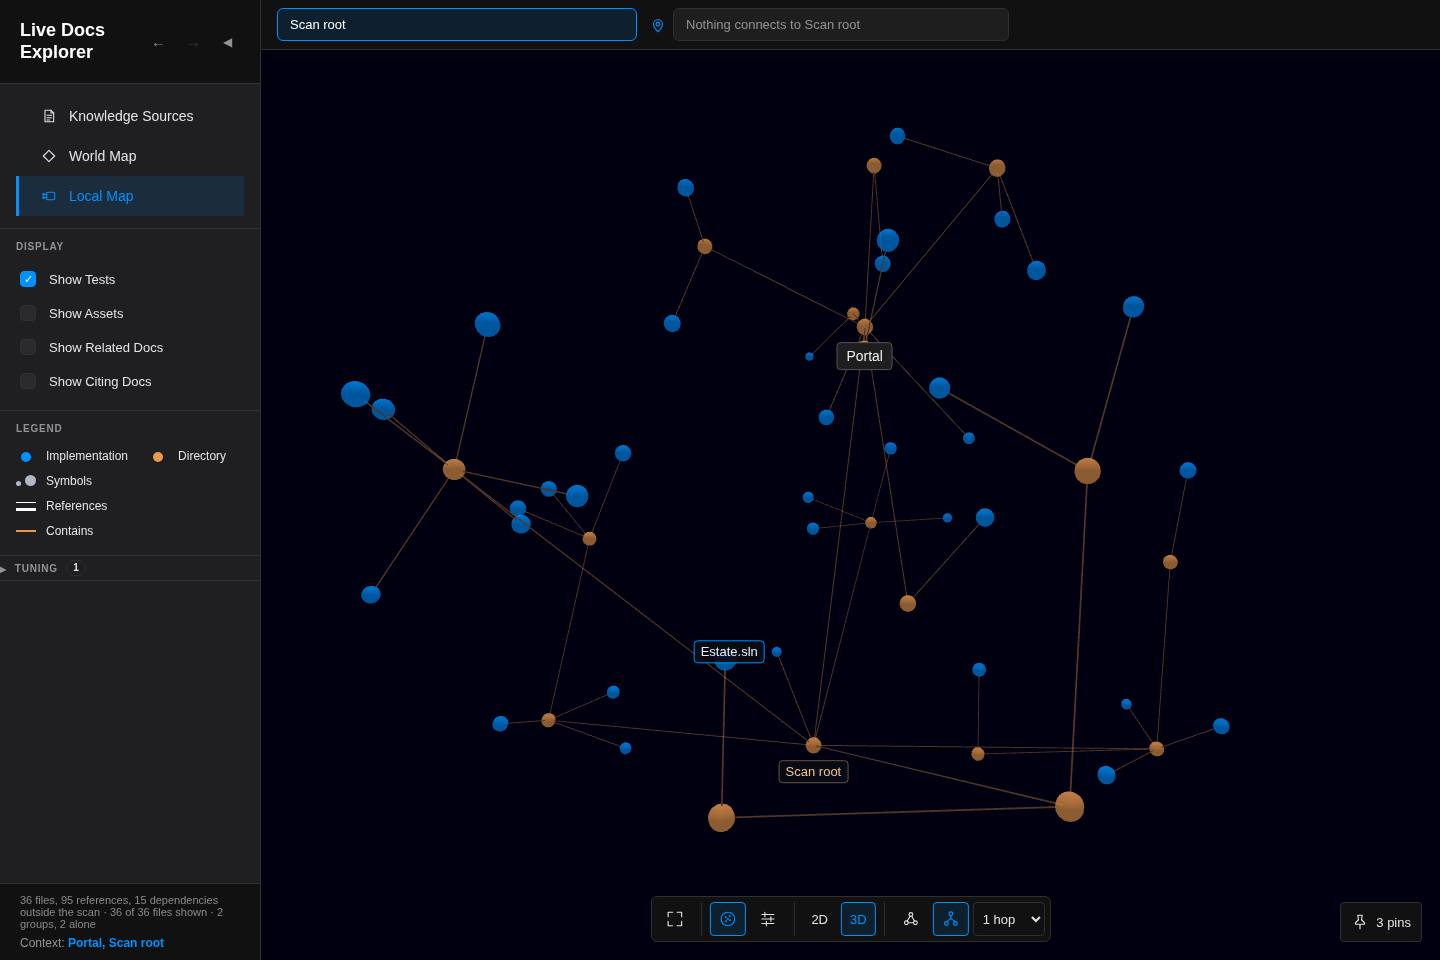 Live Docs
Explorer
Scan root
Nothing connects to Scan root
Knowledge Sources
World Map
Local Map
DISPLAY
Show Tests
Show Assets
Show Related Docs
Show Citing Docs
LEGEND
Implementation
Directory
Symbols
References
Contains
TUNING 1
Portal
Estate.sln
Scan root
36 files, 95 references, 15 dependencies
outside the scan · 36 of 36 files shown · 2
groups, 2 alone
Context: Portal, Scan root
2D
3D
1 hop
3 pins